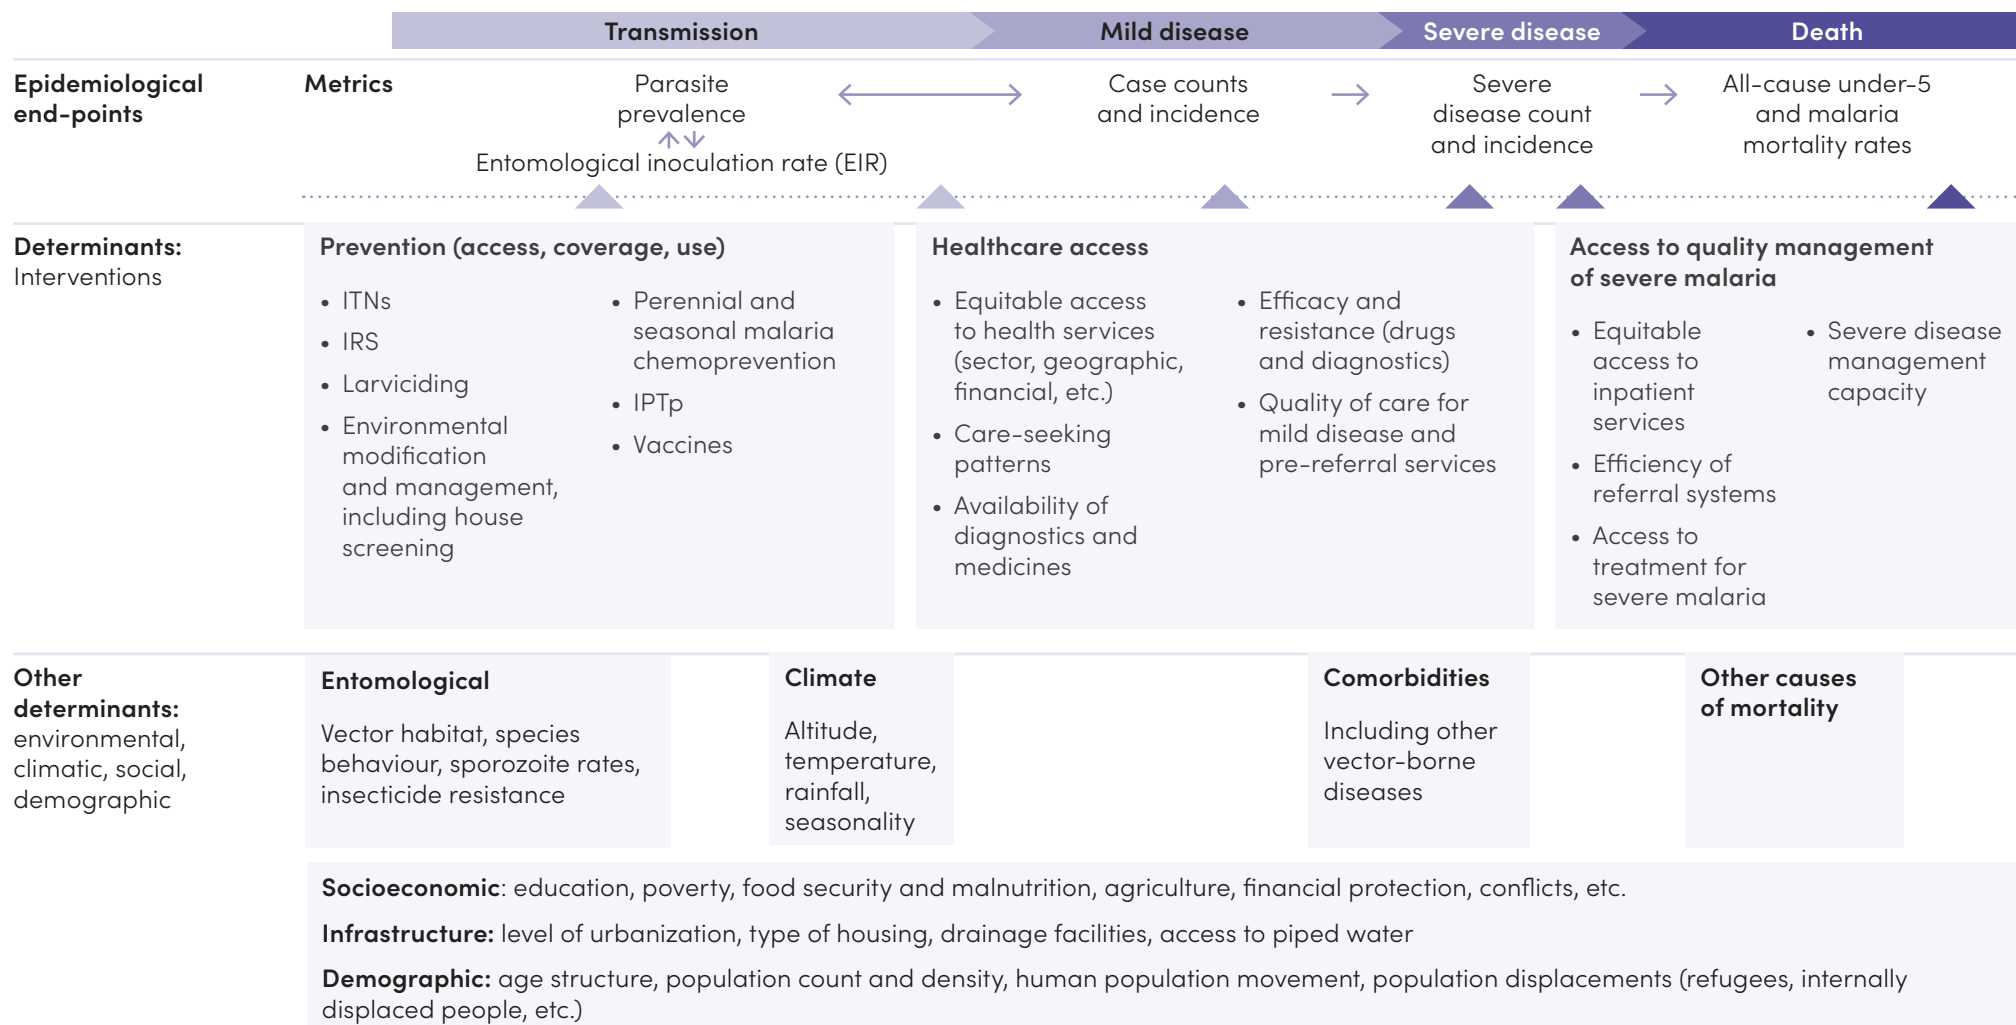 Transmission
Mild disease
Severe disease
Death
Epidemiological
end-points
Metrics
Parasite
prevalence
Entomological inoculation rate (EIR)
Case counts
and incidence
Severe
disease count
and incidence
All-cause under-5
and malaria
mortality rates
Determinants:
Interventions
Prevention (access, coverage, use)
• ITNs
• IRS
• Larviciding
• Environmental
modification
and management,
including house
screening
• Perennial and
seasonal malaria
chemoprevention
• IPTp
• Vaccines
Healthcare access
• Equitable access
to health services
(sector, geographic,
financial, etc.)
• Care-seeking
patterns
• Availability of
diagnostics and
medicines
• Efficacy and
resistance (drugs
and diagnostics)
• Quality of care for
mild disease and
pre-referral services
Access to quality management
of severe malaria
• Equitable
access to
inpatient
services
• Efficiency of
referral systems
• Access to
treatment for
severe malaria
• Severe disease
management
capacity
Other
determinants:
environmental,
climatic, social,
demographic
Entomological
Vector habitat, species
behaviour, sporozoite rates,
insecticide resistance
Climate
Altitude,
temperature,
rainfall,
seasonality
Comorbidities
Including other
vector-borne
diseases
Other causes
of mortality
Socioeconomic: education, poverty, food security and malnutrition, agriculture, financial protection, conflicts, etc.
Infrastructure: level of urbanization, type of housing, drainage facilities, access to piped water
Demographic: age structure, population count and density, human population movement, population displacements (refugees, internally
displaced people, etc.)